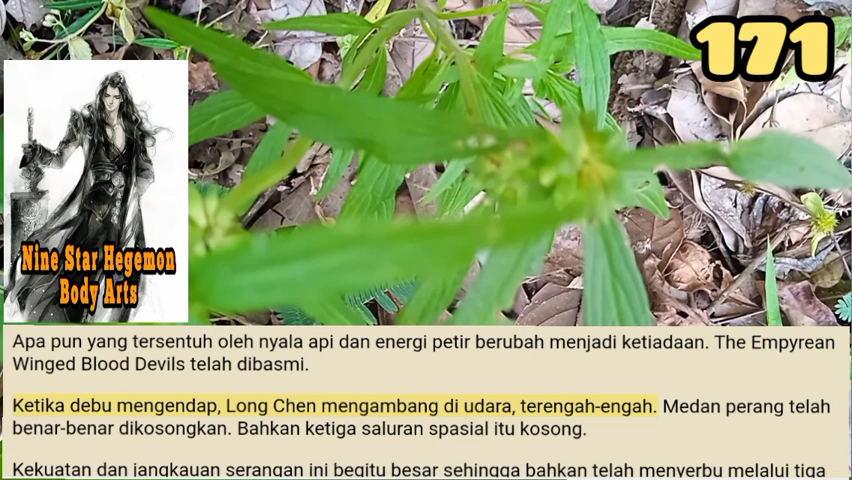 171
Nine Star Hegemon
Body Arts
Apa pun yang tersentuh oleh nyala api dan energi petir berubah menjadi ketiadaan. The Empyrean
Winged Blood Devils telah dibasmi.
Ketika debu mengendap, Long Chen mengambang di udara, terengah-engah. Medan perang telah
benar-benar dikosongkan. Bahkan ketiga saluran spasial itu kosong.
Kekuatan dan jangkauan serangan ini begitu besar sehingga bahkan telah menyerbu melalui tiga